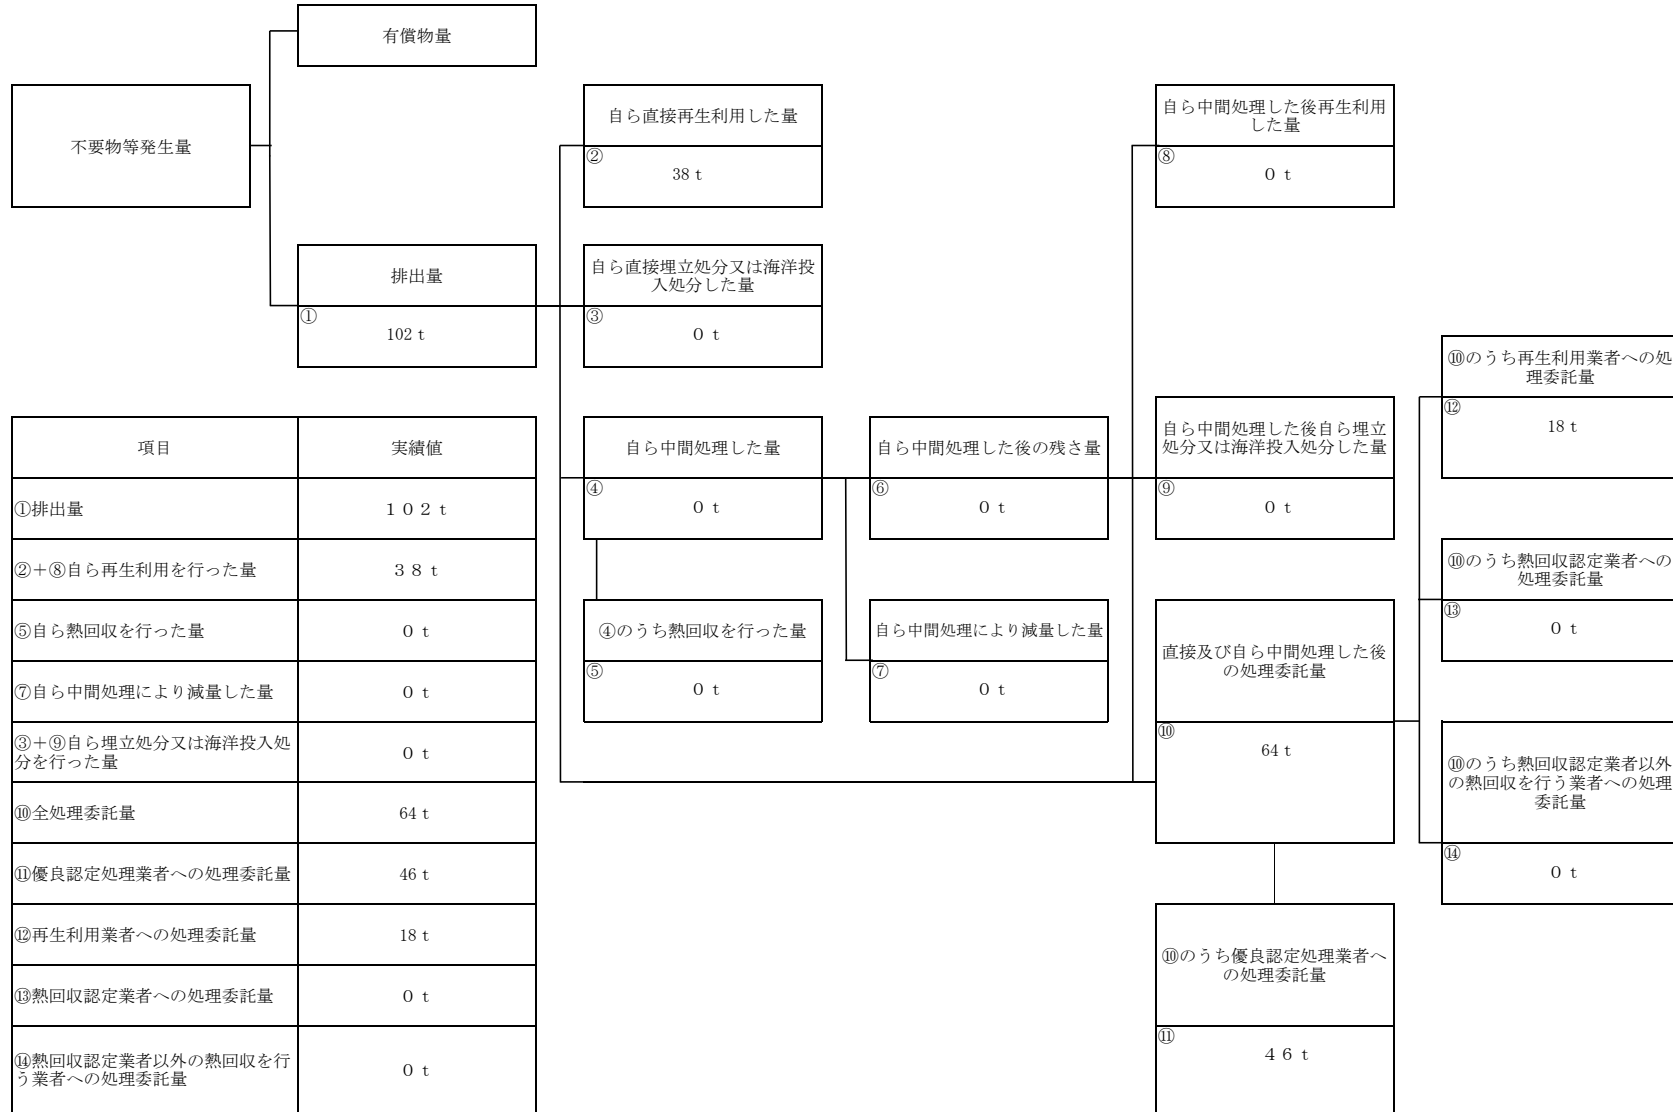 有償物量
不要物等発生量
自ら直接再生利用した量
②
38 t
自ら中間処理した後再生利用
した量
⑧
0 t
排出量
①
102 t
自ら直接埋立処分又は海洋投
入処分した量
③
0 t
自ら中間処理した量
④
0 t
自ら中間処理した後の残さ量
⑥
0 t
自ら中間処理した後自ら埋立
処分又は海洋投入処分した量
⑨
0 t
⑩のうち再生利用業者への処
理委託量
⑫
18 t
④のうち熱回収を行った量
⑤
0 t
自ら中間処理により減量した量
⑦
0 t
直接及び自ら中間処理した後
の処理委託量
⑩
64 t
⑩のうち熱回収認定業者への
処理委託量
⑬
0 t
⑩のうち熱回収認定業者以外
の熱回収を行う業者への処理
委託量
⑭
0 t
⑩のうち優良認定処理業者へ
の処理委託量
⑪
46 t
項目 実績値
①排出量 102 t
②+⑧自ら再生利用を行った量 38 t
⑤自ら熱回収を行った量 0 t
⑦自ら中間処理により減量した量 0 t
③+⑨自ら埋立処分又は海洋投入処
分を行った量 0 t
⑩全処理委託量 64 t
⑪優良認定処理業者への処理委託量 46 t
⑫再生利用業者への処理委託量 18 t
⑬熱回収認定業者への処理委託量 0 t
⑭熱回収認定業者以外の熱回収を行
う業者への処理委託量 0 t